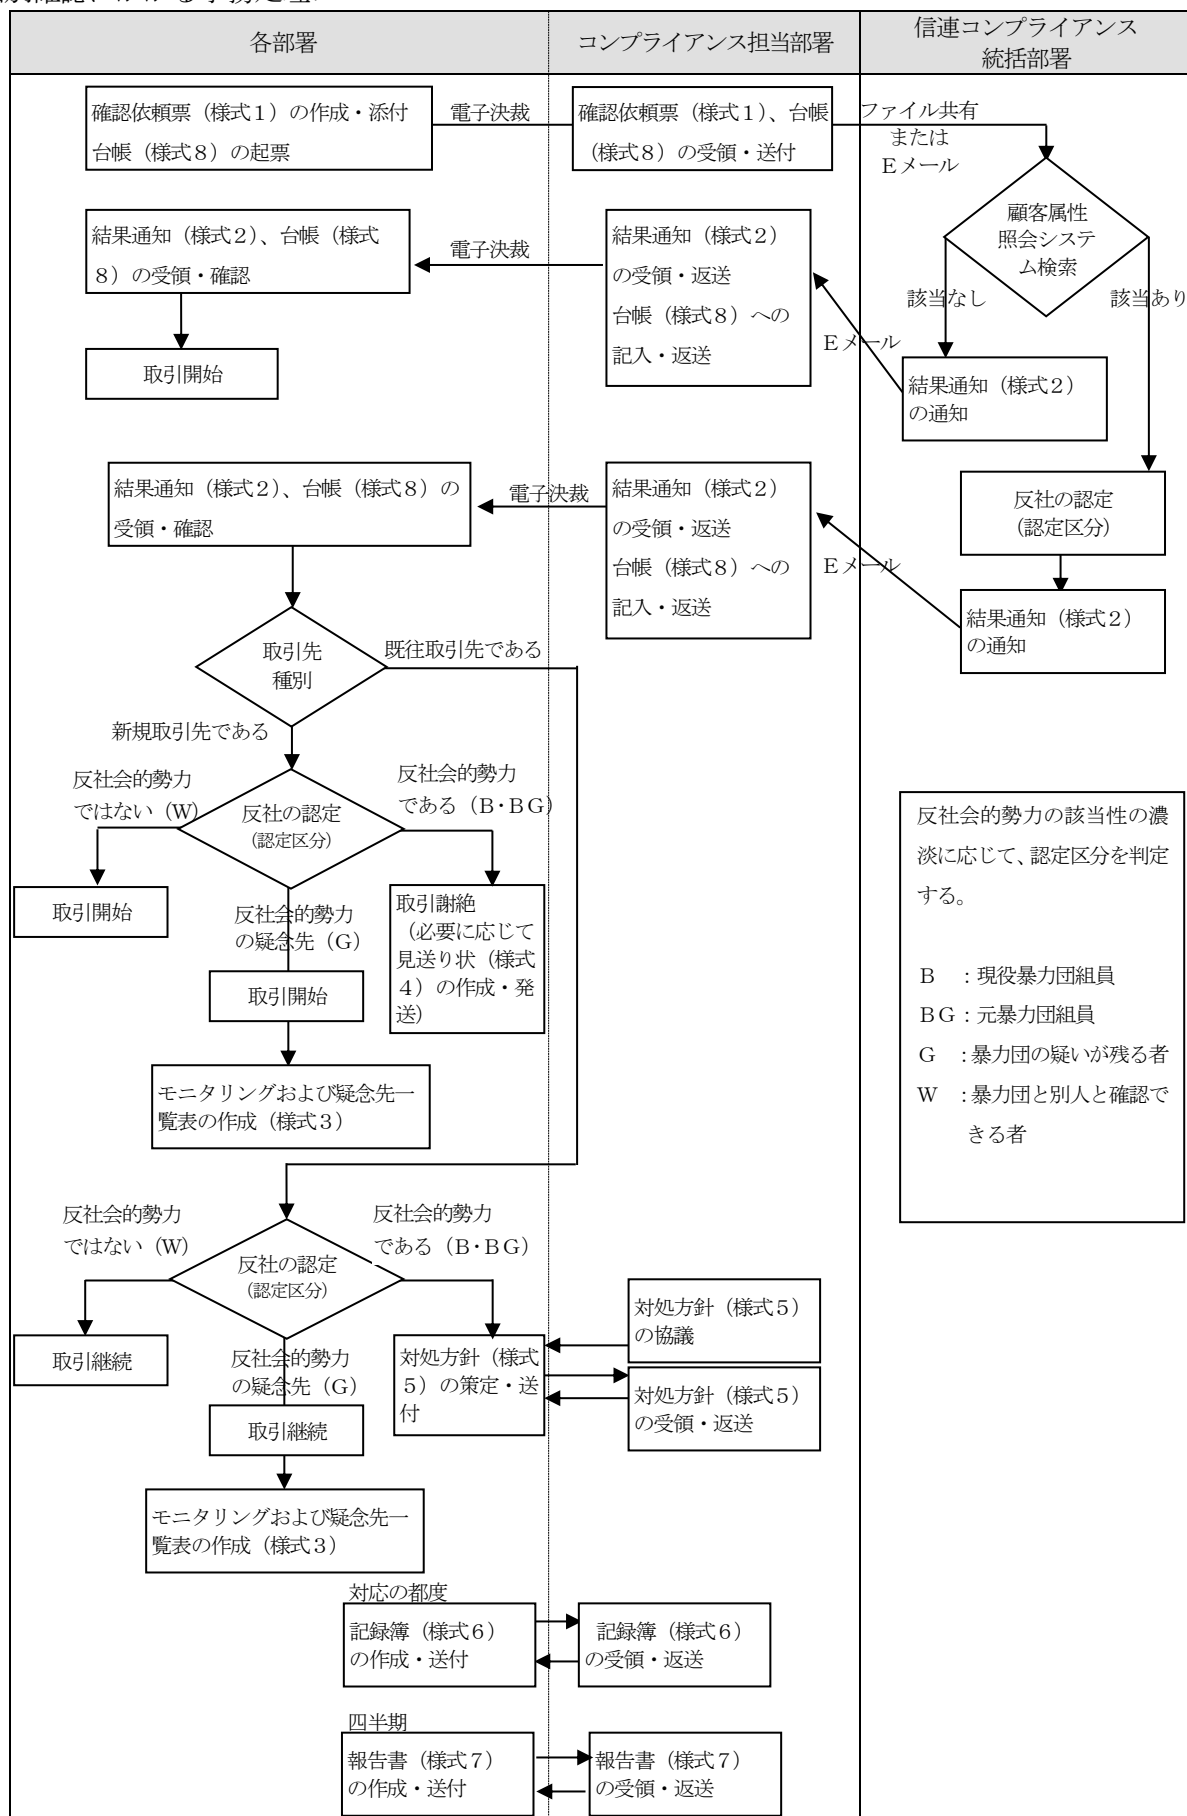 各部署
コンプライアンス担当部署
信連コンプライアンス
統括部署
確認依頼票（様式１）の作成・添付
台帳（様式８）の起票
電子決裁
確認依頼票（様式１）、台帳
（様式８）の受領・送付
ファイル共有
または
Ｅメール
顧客属性
照会システ
ム検索
該当なし
該当あり
結果通知（様式２）、台帳（様式
８）の受領・確認
電子決裁
結果通知（様式２）
の受領・返送
台帳（様式８）への
記入・返送
Ｅメール
結果通知（様式２）
の通知
取引開始
結果通知（様式２）、台帳（様式８）の
受領・確認
電子決裁
結果通知（様式２）
の受領・返送
台帳（様式８）への
記入・返送
Ｅメール
反社の認定
（認定区分）
結果通知（様式２）
の通知
取引先
種別
既往取引先である
新規取引先である
反社会的勢力
ではない（Ｗ）
反社の認定
（認定区分）
反社会的勢力
である（Ｂ・ＢＧ）
取引開始
反社会的勢力
の疑念先（Ｇ）
取引謝絶
（必要に応じて
見送り状（様式
４）の作成・発
送）
取引開始
モニタリングおよび疑念先一
覧表の作成（様式３）
反社会的勢力の該当性の濃
淡に応じて、認定区分を判定
する。
Ｂ　：現役暴力団組員
ＢＧ：元暴力団組員
Ｇ　：暴力団の疑いが残る者
Ｗ　：暴力団と別人と確認で
きる者
反社会的勢力
ではない（Ｗ）
反社の認定
（認定区分）
反社会的勢力
である（Ｂ・ＢＧ）
取引継続
反社会的勢力
の疑念先（Ｇ）
対処方針（様式
５）の策定・送
付
対処方針（様式５）
の協議
対処方針（様式５）
の受領・返送
取引継続
モニタリングおよび疑念先一
覧表の作成（様式３）
対応の都度
記録簿（様式６）
の作成・送付
記録簿（様式６）
の受領・返送
四半期
報告書（様式７）
の作成・送付
報告書（様式７）
の受領・返送